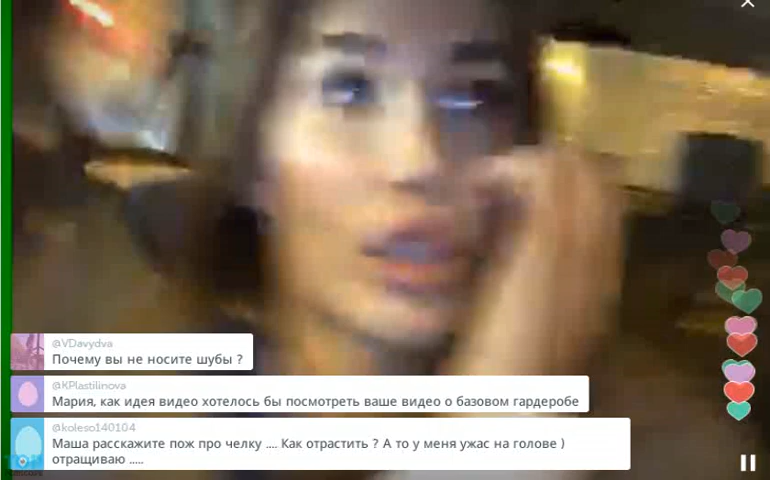 @VDavydva
Почему вы не носите шубы ?
@KPlastilinova
Мария, как идея видео хотелось бы посмотреть ваше видео о базовом гардеробе
@koleso140104
Маша расскажите пож про челку .... Как отрастить ? А то у меня ужас на голове )
отращиваю .....